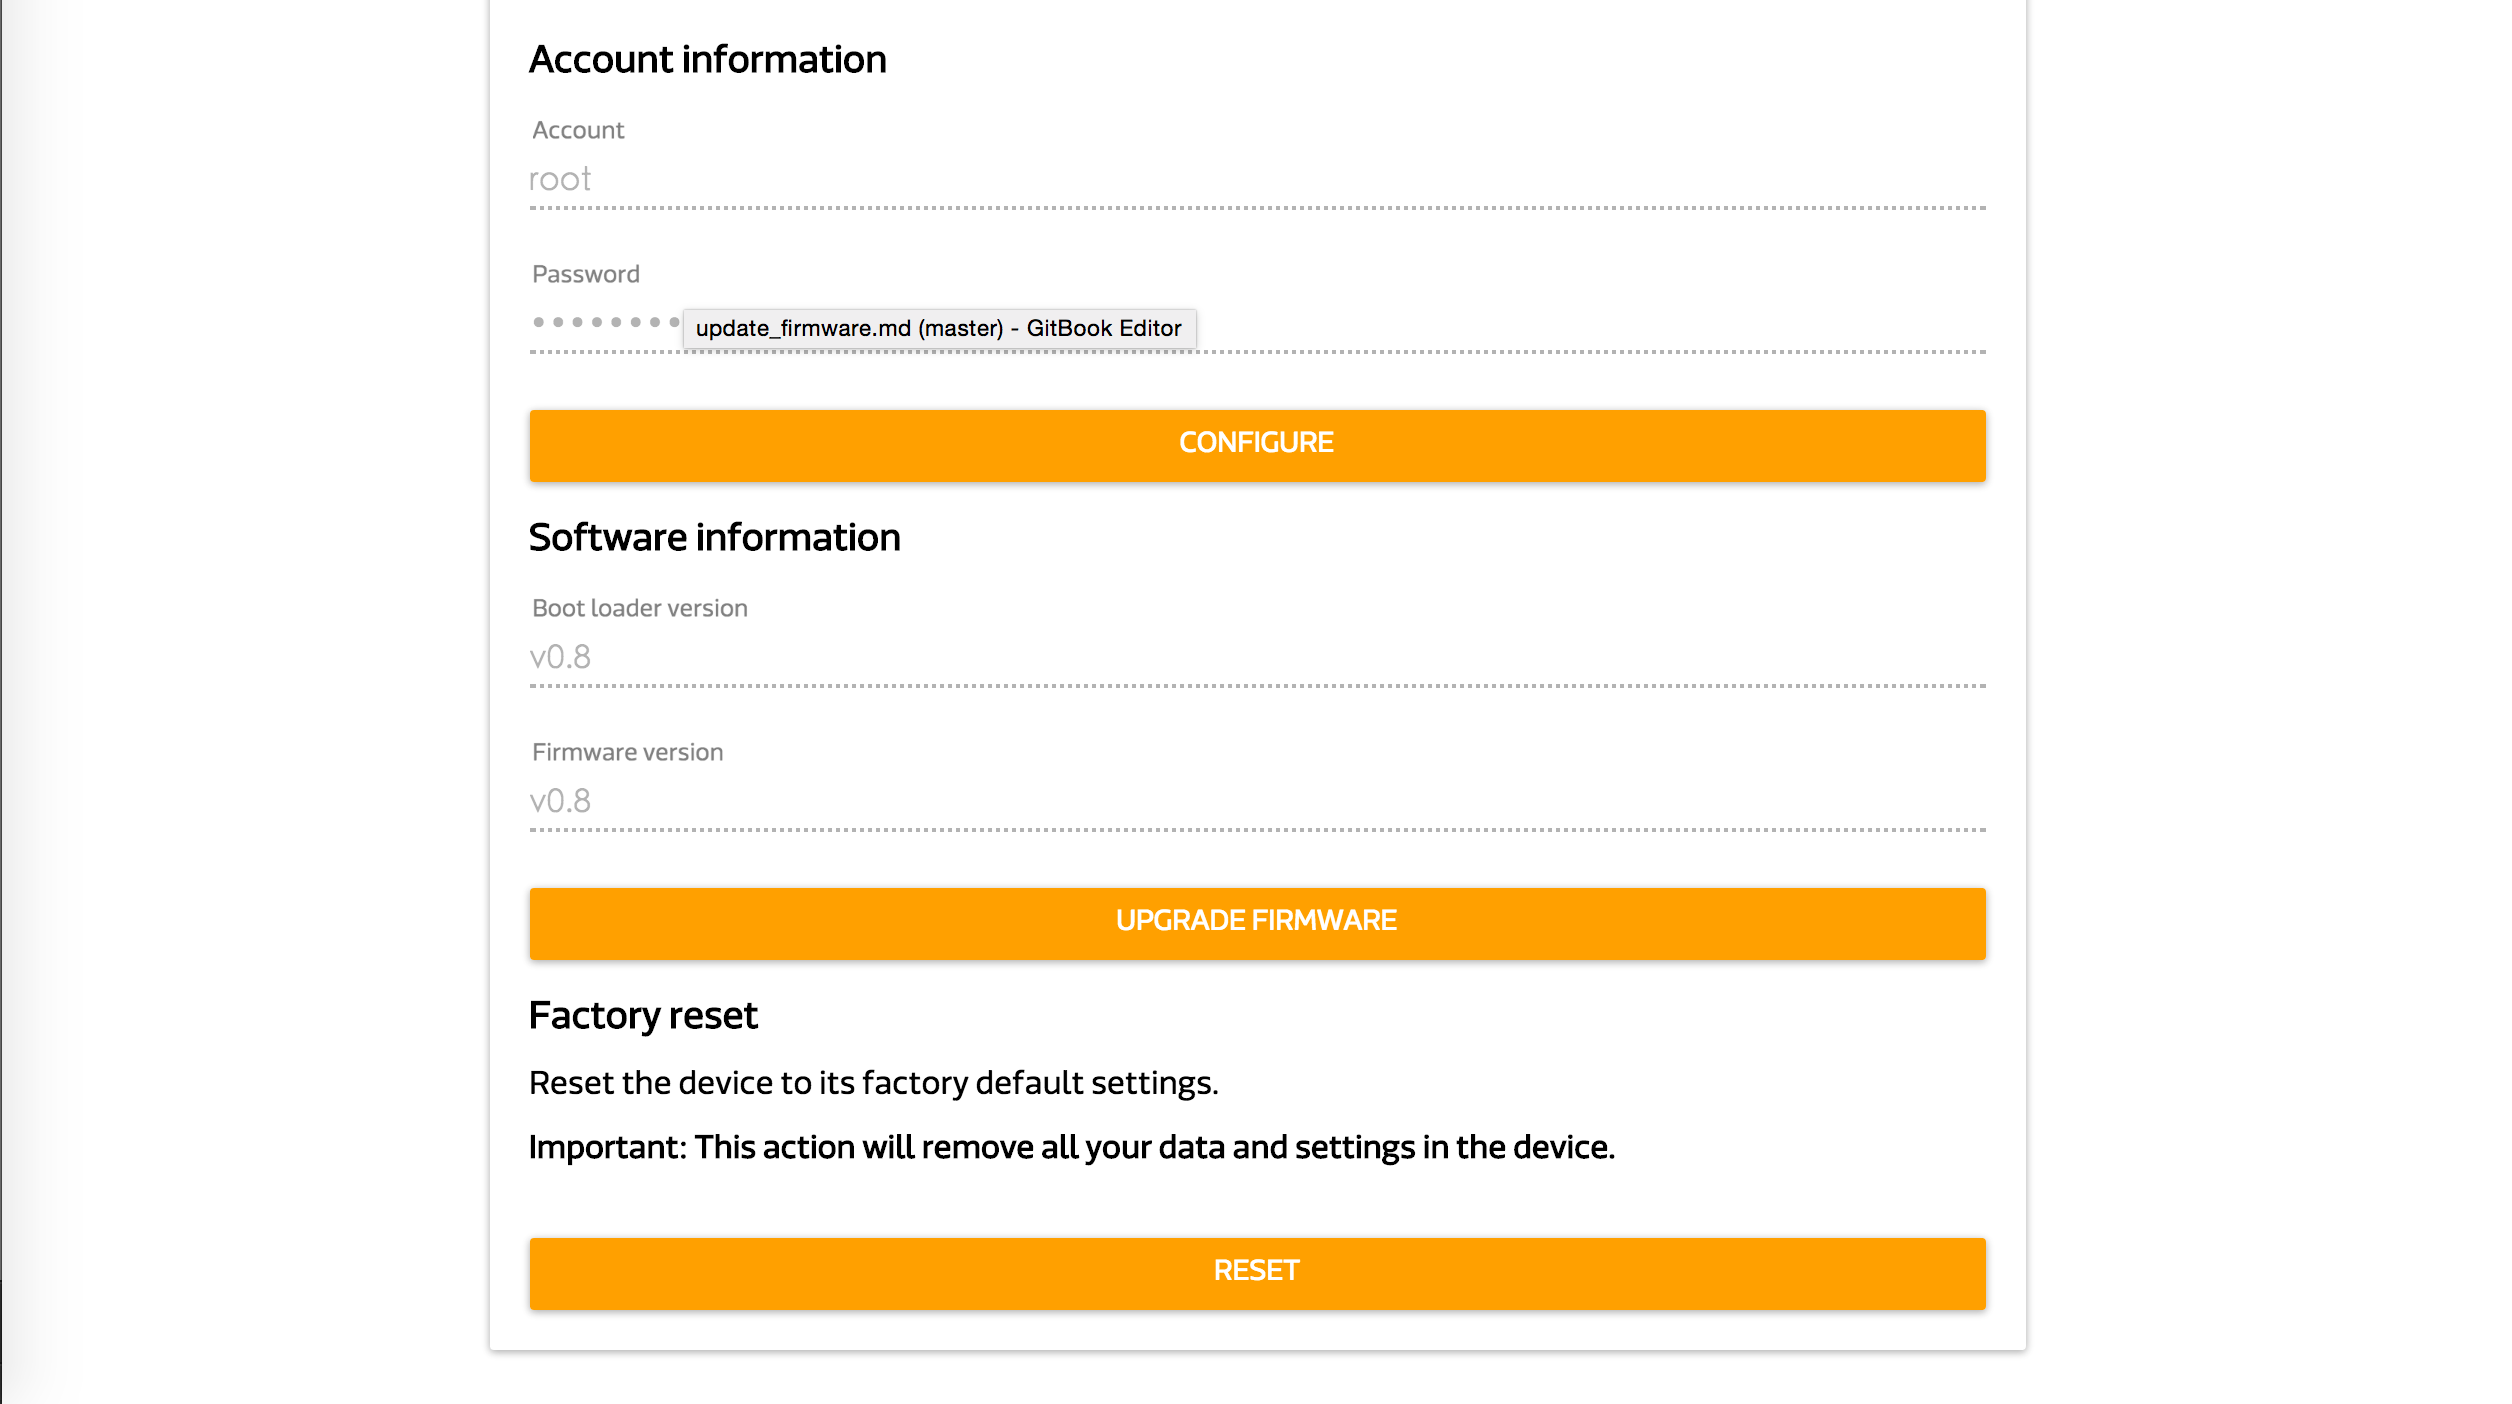 Account information
Account
root
Password
••••••••
update_firmware.md (master) - GitBook Editor
CONFIGURE
Software information
Boot loader version
v0.8
Firmware version
v0.8
UPGRADE FIRMWARE
Factory reset
Reset the device to its factory default settings.
Important: This action will remove all your data and settings in the device.
RESET